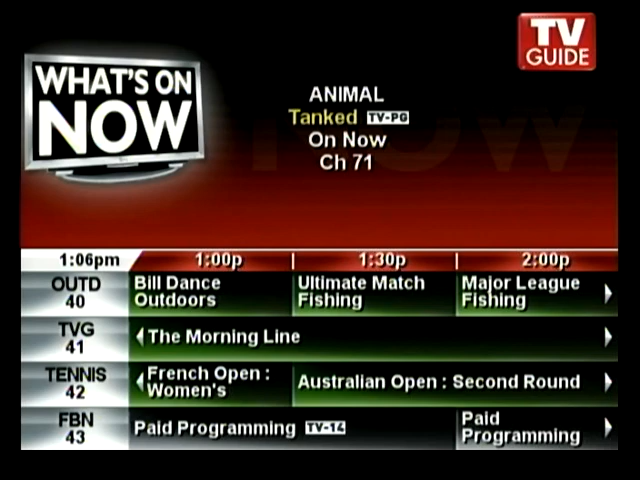 TV
GUIDE
WHAT'S ON
NOW
ANIMAL
Tanked TV-PG
On Now
Ch 71
1:06pm 1:00p 1:30p 2:00p
OUTD
40
Bill Dance
Outdoors
Ultimate Match
Fishing
Major League
Fishing
TVG
41
The Morning Line
TENNIS
42
French Open :
Women's
Australian Open : Second Round
FBN
43
Paid Programming TV-14
Paid
Programming